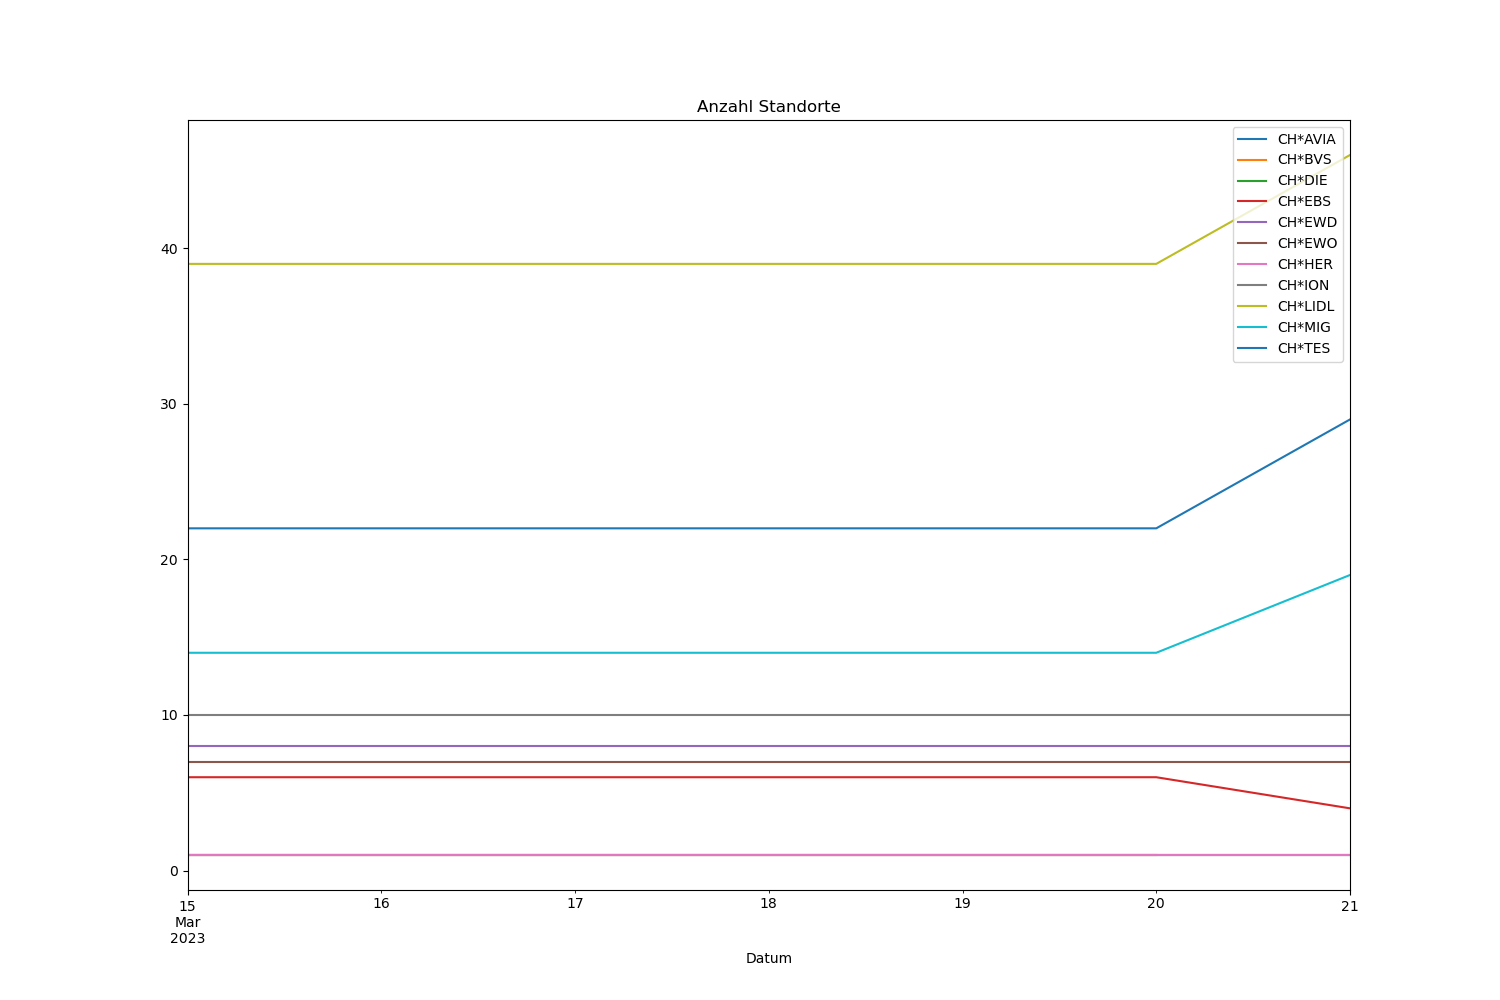 Anzahl Standorte
CH*AVIA
CH*BVS
CH*DIE
CH*EBS
CH*EWD
CH*EWO
CH*HER
CH*ION
CH*LIDL
CH*MIG
CH*TES
40
30
20
10
0
15 16 17 18 19 20 21
Mar
2023
Datum